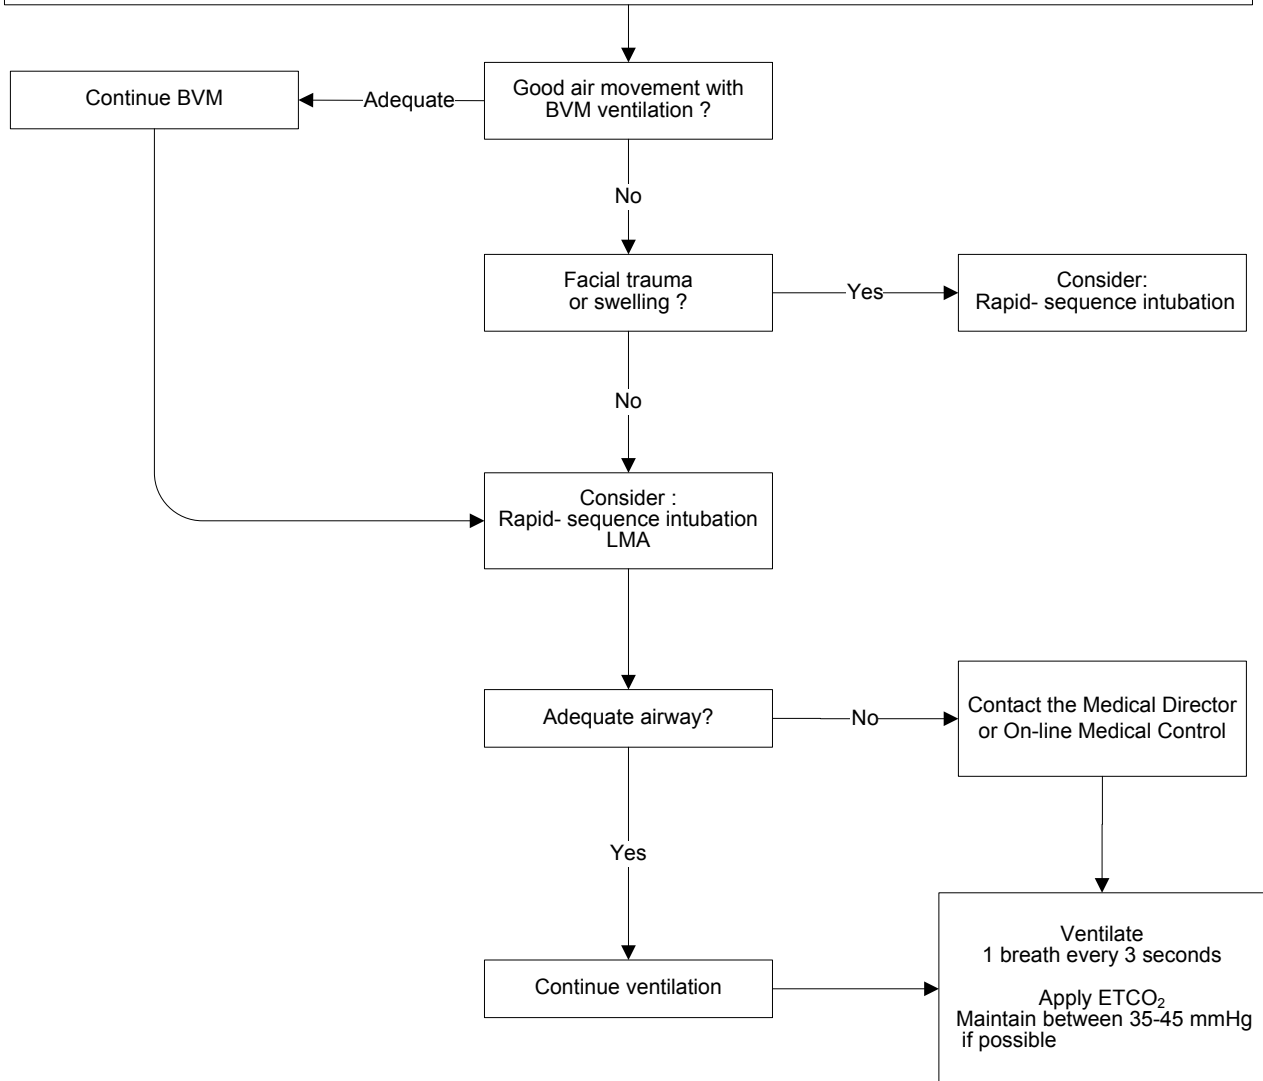 Good air movement with
BVM ventilation ?
Adequate
Continue BVM
No
Facial trauma
or swelling ?
Yes
Consider:
Rapid- sequence intubation
No
Consider :
Rapid- sequence intubation
LMA
Adequate airway?
No
Contact the Medical Director
or On-line Medical Control
Yes
Continue ventilation
Ventilate
1 breath every 3 seconds
Apply ETCO₂
Maintain between 35-45 mmHg
if possible